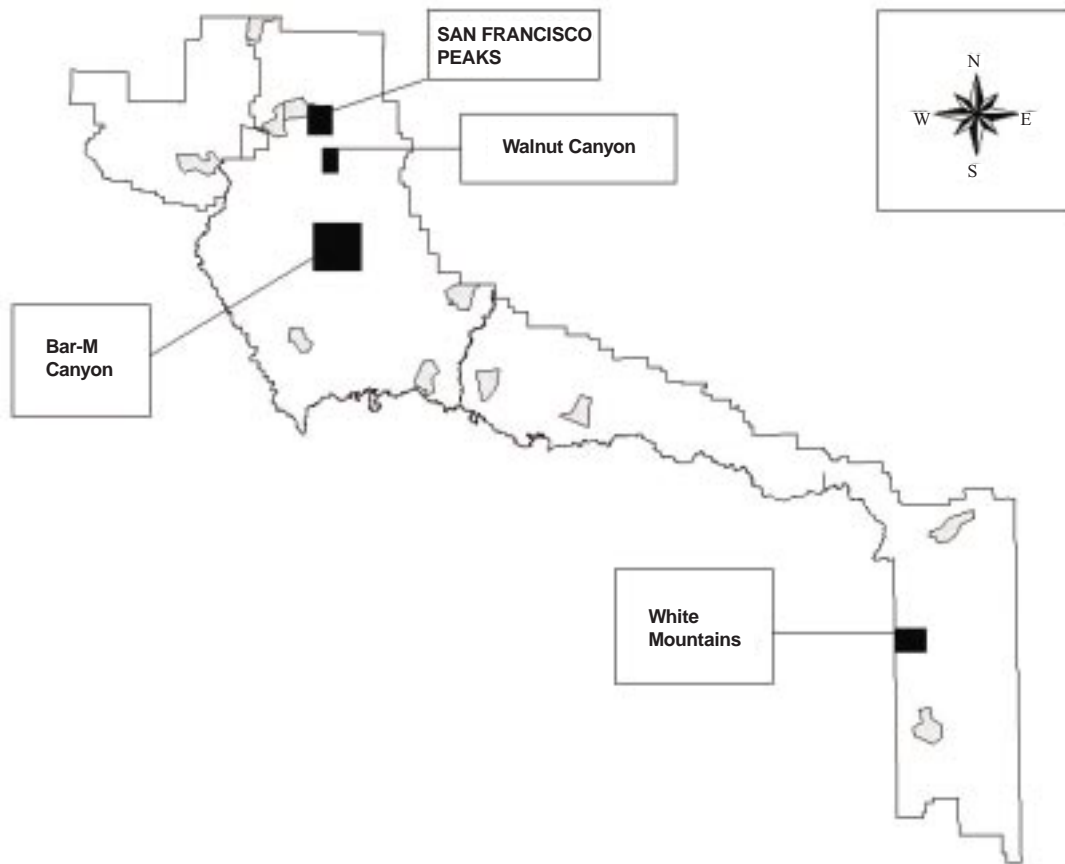 SAN FRANCISCO
PEAKS
Walnut Canyon
N
W
E
S
Bar-M
Canyon
White
Mountains